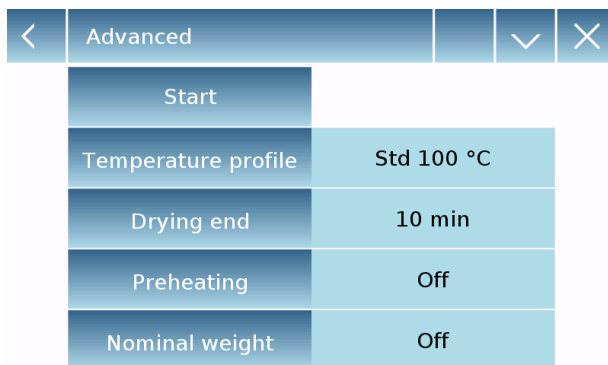 Advanced
Start
Temperature profile Std 100 °C
Drying end 10 min
Preheating Off
Nominal weight Off